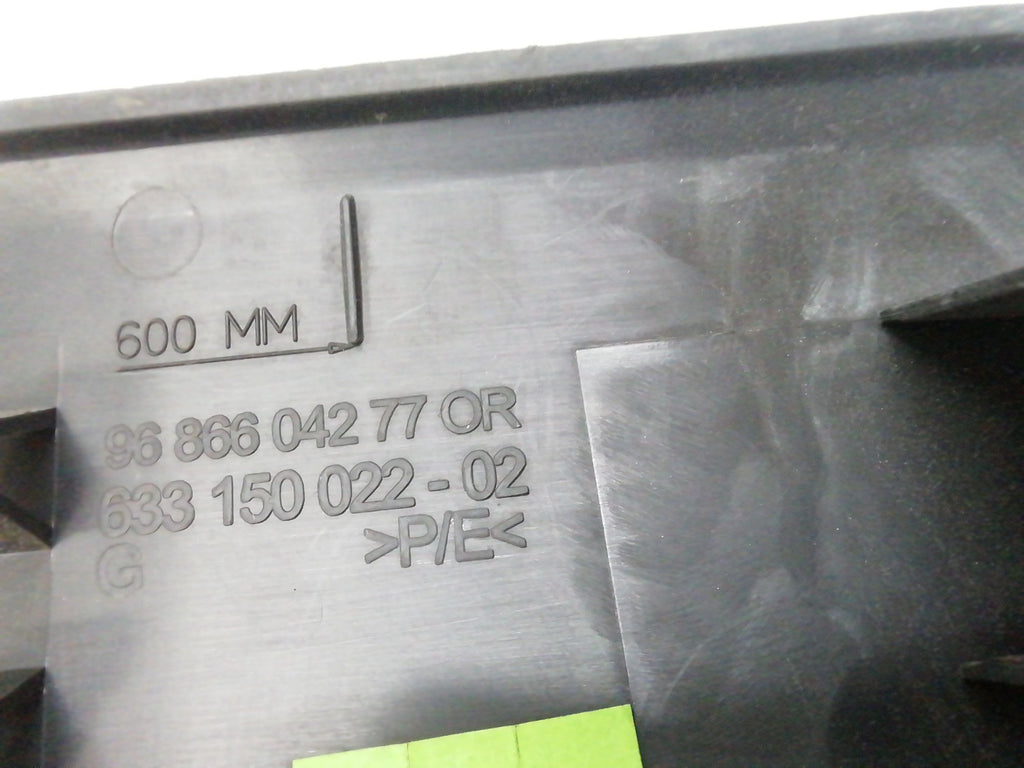 600 MM
96 866 042 77 OR
633 150 022 - 02
>P/E<
G